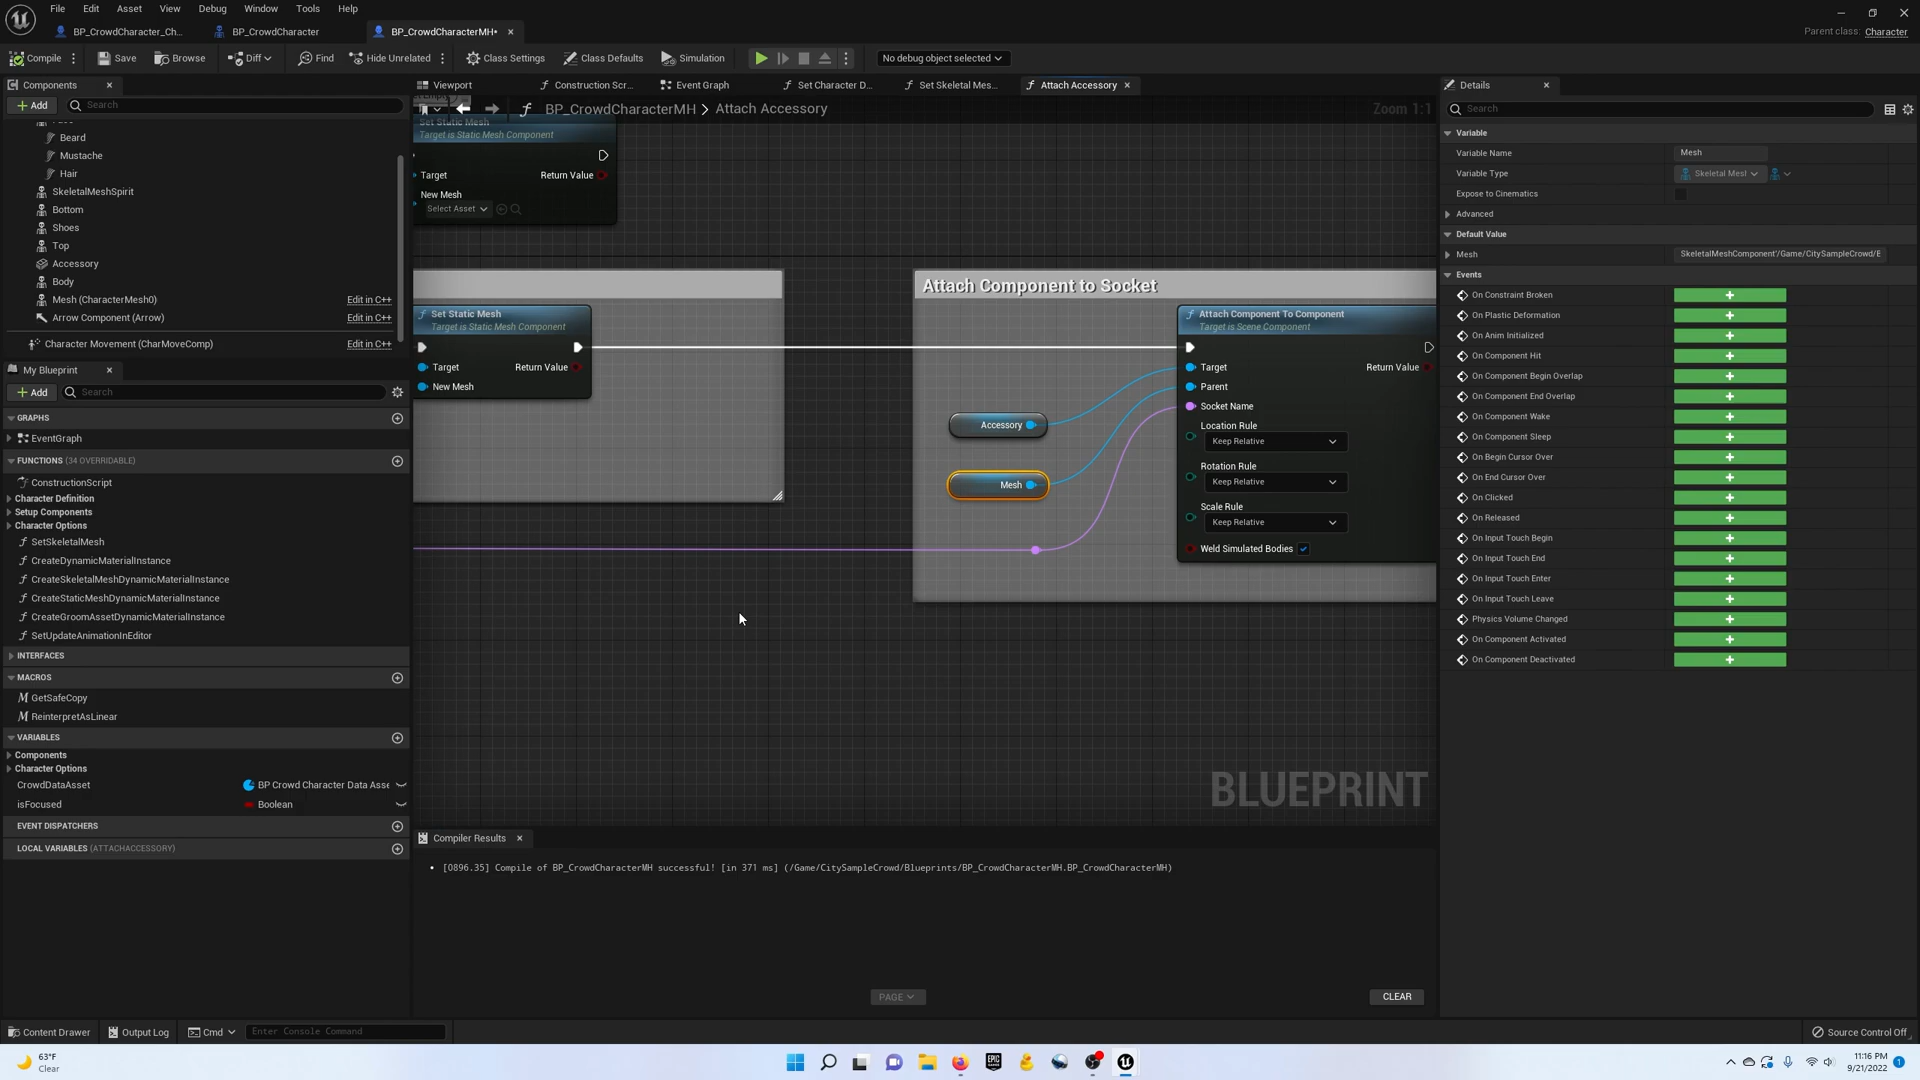 File Edit Asset View Debug Window Tools Help
BP_CrowdCharacter_Ch... BP_CrowdCharacter BP_CrowdCharacterMH•
Parent class: Character
Compile Save Browse Diff Find Hide Unrelated Class Settings Class Defaults Simulation No debug object selected
Components
Add Search
Beard
Mustache
Hair
SkeletalMeshSpirit
Bottom
Shoes
Top
Accessory
Body
Mesh (CharacterMesh0) Edit in C++
Arrow Component (Arrow) Edit in C++
Character Movement (CharMoveComp) Edit in C++
My Blueprint
Add Search
GRAPHS
EventGraph
FUNCTIONS (34 OVERRIDABLE)
ConstructionScript
Character Definition
Setup Components
Character Options
SetSkeletalMesh
CreateDynamicMaterialInstance
CreateSkeletalMeshDynamicMaterialInstance
CreateStaticMeshDynamicMaterialInstance
CreateGroomAssetDynamicMaterialInstance
SetUpdateAnimationInEditor
INTERFACES
MACROS
GetSafeCopy
ReinterpretAsLinear
VARIABLES
Components
Character Options
CrowdDataAsset BP Crowd Character Data Asse
isFocused Boolean
EVENT DISPATCHERS
LOCAL VARIABLES (ATTACHACCESSORY)
Viewport Construction Scr... Event Graph Set Character D... Set Skeletal Mes... Attach Accessory
BP_CrowdCharacterMH > Attach Accessory Zoom 1:1
Set Static Mesh
Target is Static Mesh Component
Target Return Value
New Mesh
Select Asset
Set Static Mesh
Target is Static Mesh Component
Target Return Value
New Mesh
Attach Component to Socket
Attach Component To Component
Target is Scene Component
Target Return Value
Parent
Socket Name
Location Rule
Keep Relative
Rotation Rule
Keep Relative
Scale Rule
Keep Relative
Weld Simulated Bodies
Accessory
Mesh
BLUEPRINT
Compiler Results
• [0896.35] Compile of BP_CrowdCharacterMH successful! [in 371 ms] (/Game/CitySampleCrowd/Blueprints/BP_CrowdCharacterMH.BP_CrowdCharacterMH)
PAGE CLEAR
Details
Search
Variable
Variable Name Mesh
Variable Type Skeletal Mesl
Expose to Cinematics
Advanced
Default Value
Mesh SkeletalMeshComponent'/Game/CitySampleCrowd/E
Events
On Constraint Broken
On Plastic Deformation
On Anim Initialized
On Component Hit
On Component Begin Overlap
On Component End Overlap
On Component Wake
On Component Sleep
On Begin Cursor Over
On End Cursor Over
On Clicked
On Released
On Input Touch Begin
On Input Touch End
On Input Touch Enter
On Input Touch Leave
Physics Volume Changed
On Component Activated
On Component Deactivated
Content Drawer Output Log Cmd Enter Console Command Source Control Off
63°F
Clear
EPIC
11:16 PM
9/21/2022
1